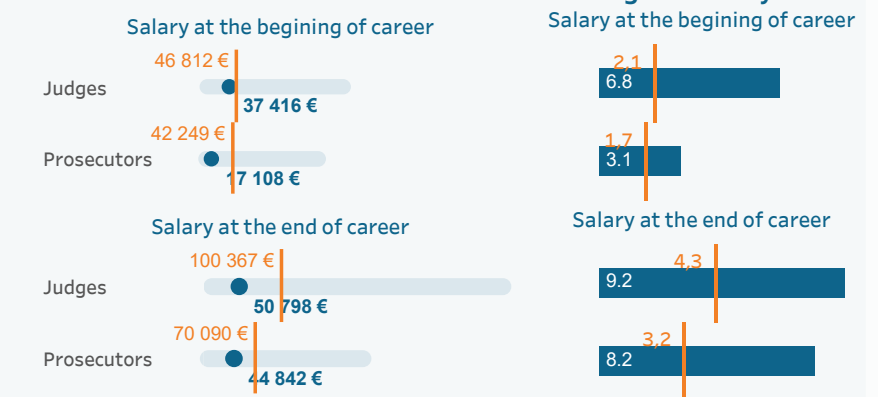 Salary at the begining of career
46 812 €
Judges
37 416 €
42 249 €
Prosecutors
17 108 €
Salary at the end of career
100 367 €
Judges
50 798 €
70 090 €
Prosecutors
44 842 €
Salary at the begining of career
2,1
6.8
1,7
3.1
Salary at the end of career
4,3
9.2
3,2
8.2